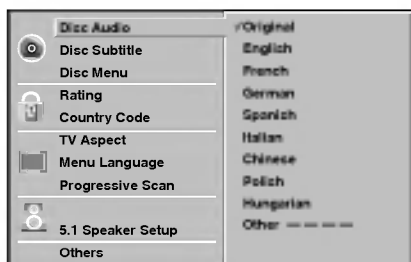 Disc Audio
Disc Subtitle
Disc Menu
Rating
Country Code
TV Aspect
Menu Language
Progressive Scan
5.1 Speaker Setup
Others
✓Original
English
French
German
Spanish
Italian
Chinese
Polish
Hungarian
Other — — — —